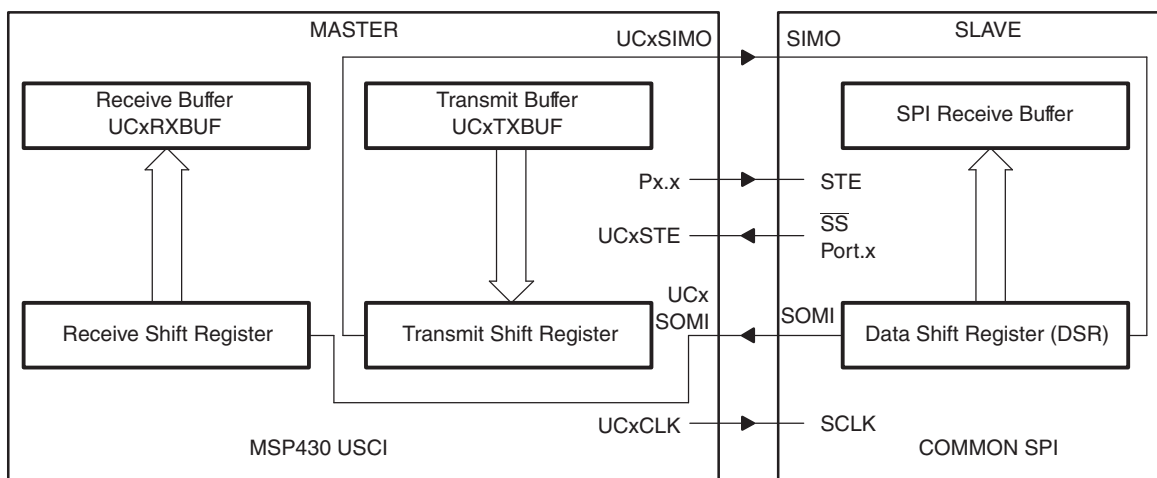 MASTER
UCxSIMO
SIMO
SLAVE
Receive Buffer
UCxRXBUF
Transmit Buffer
UCxTXBUF
SPI Receive Buffer
Px.x
STE
UCxSTE
SS
Port.x
UCx
SOMI
SOMI
Receive Shift Register
Transmit Shift Register
Data Shift Register (DSR)
UCxCLK
SCLK
MSP430 USCI
COMMON SPI